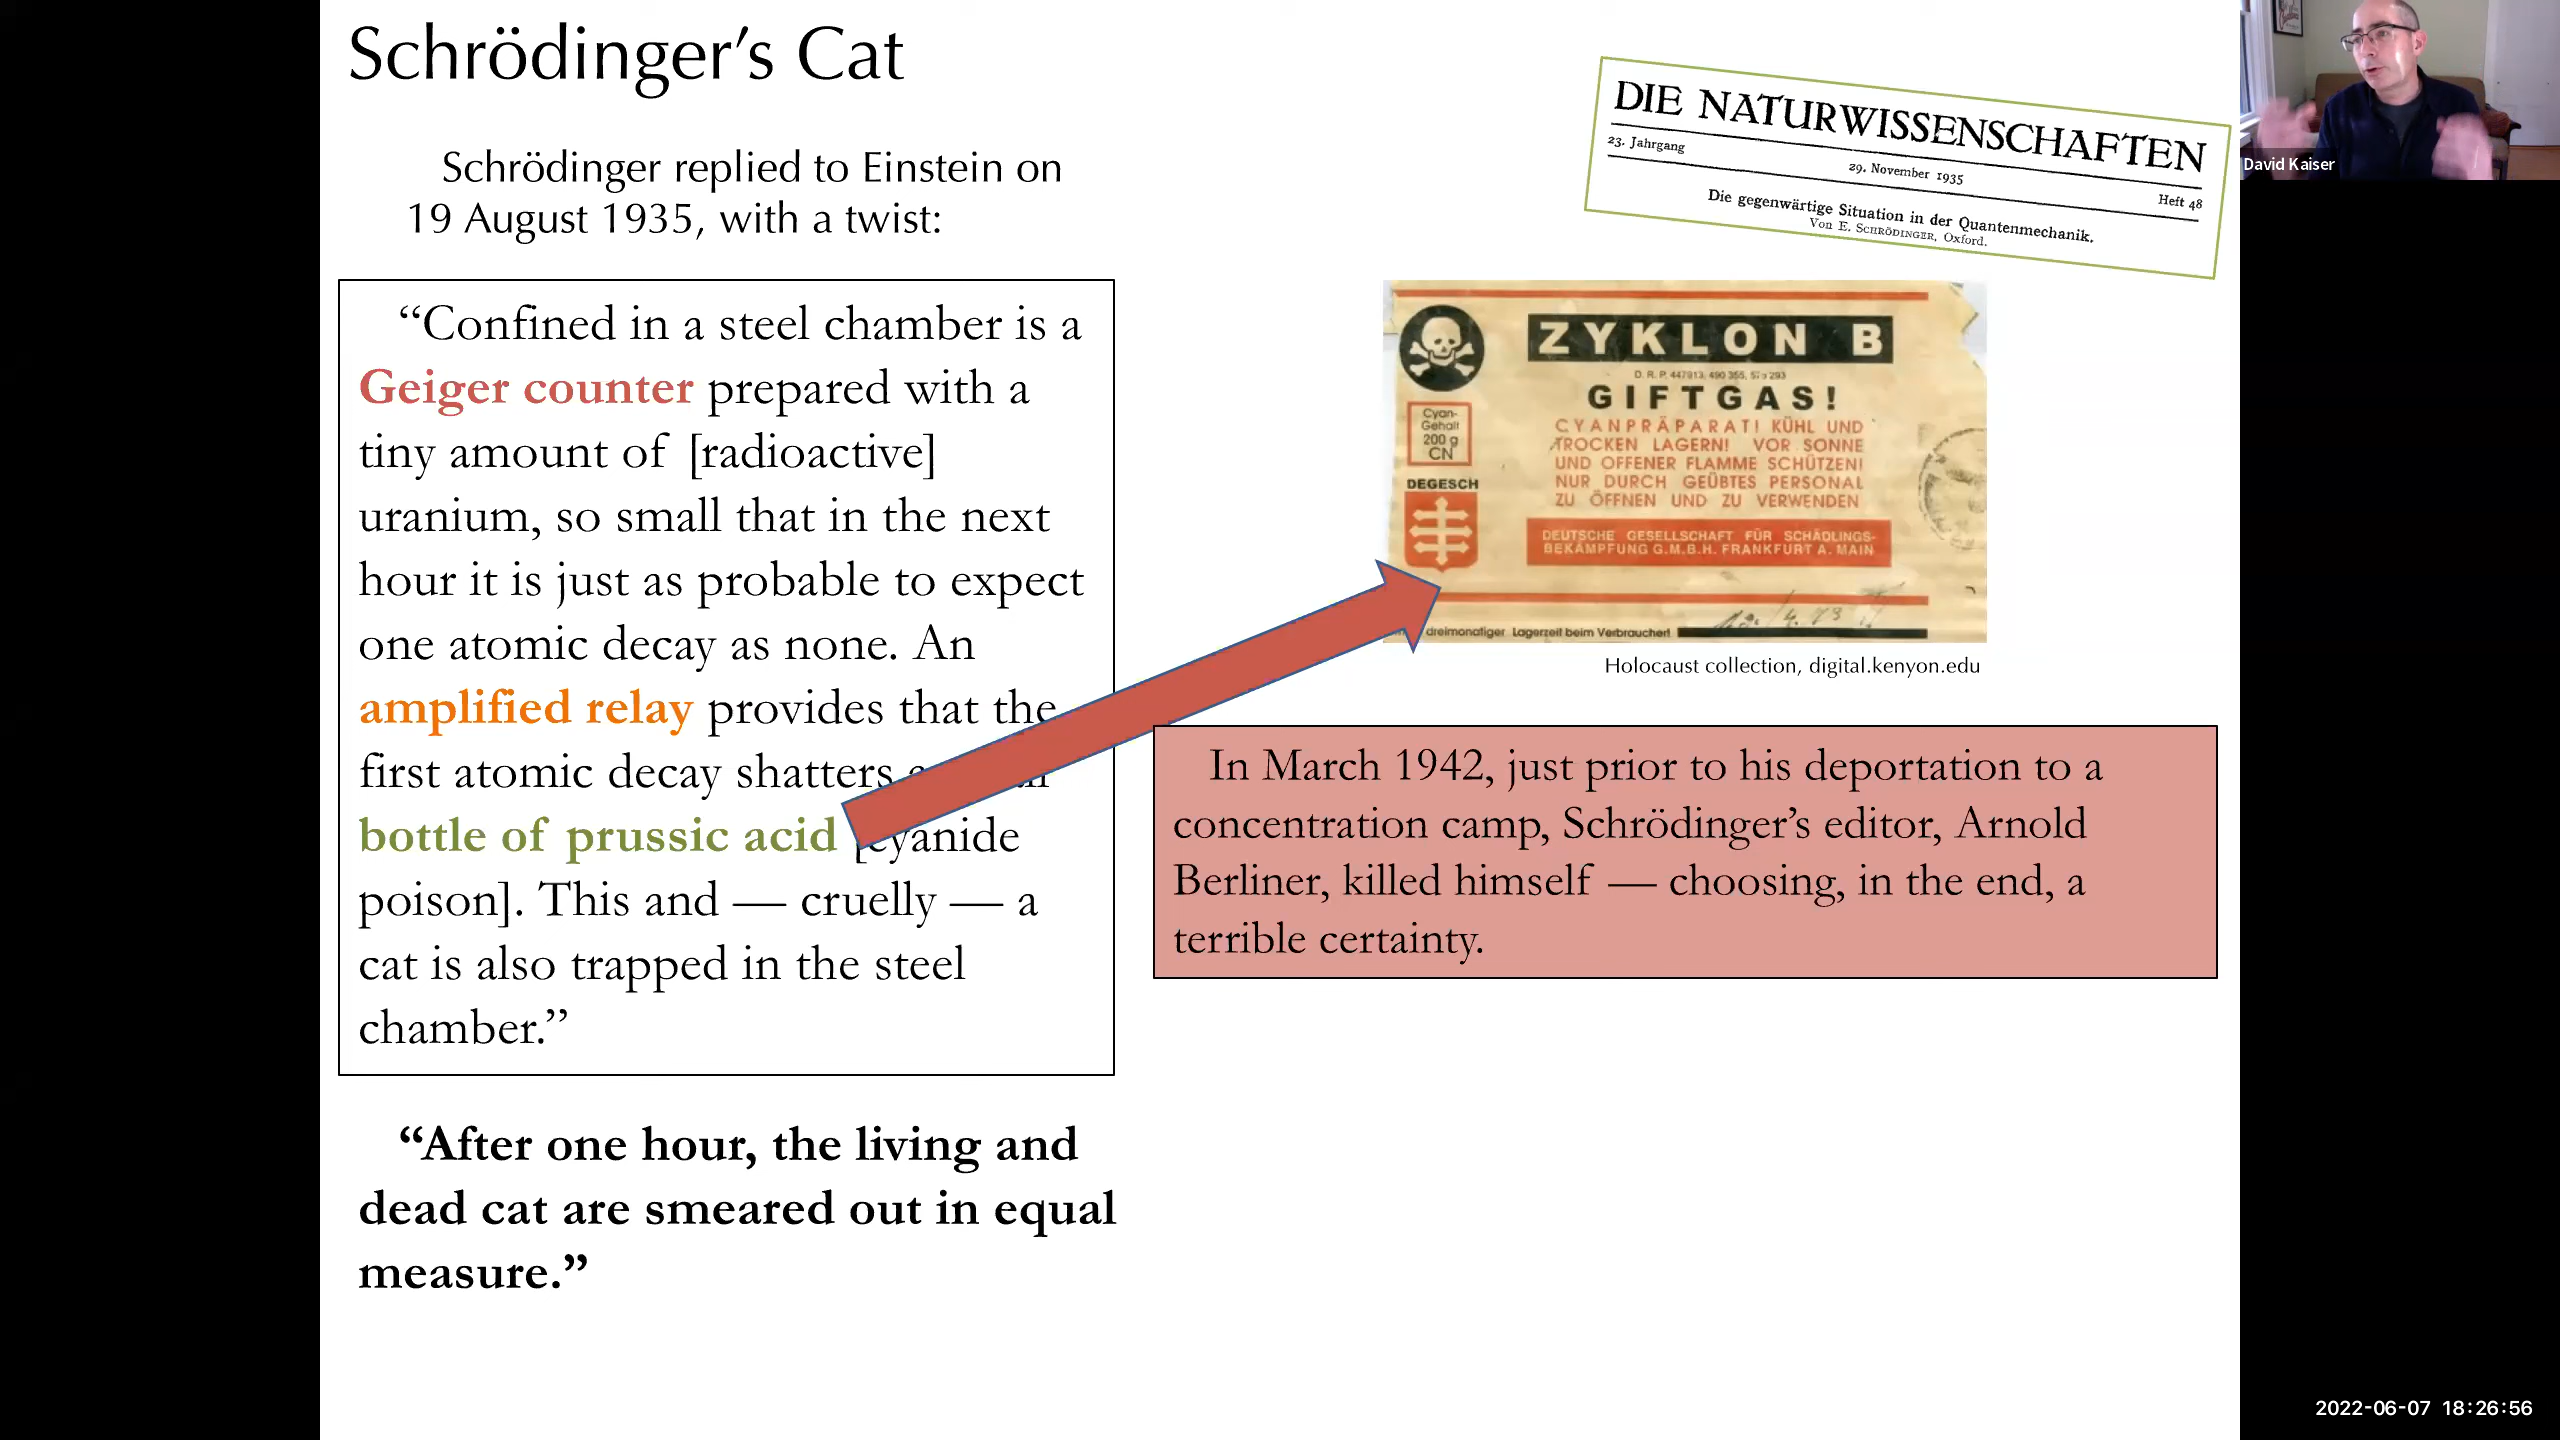 Schrödinger’s Cat
Schrödinger replied to Einstein on
19 August 1935, with a twist:
“Confined in a steel chamber is a
Geiger counter prepared with a
tiny amount of [radioactive]
uranium, so small that in the next
hour it is just as probable to expect
one atomic decay as none. An
amplified relay provides that the
first atomic decay shatters
bottle of prussic acid [cyanide
poison]. This and — cruelly — a
cat is also trapped in the steel
chamber.”
“After one hour, the living and
dead cat are smeared out in equal
measure.”
DIE NATURWISSENSCHAFTEN
23. Jahrgang
29. November 1935
Heft 48
Die gegenwärtige Situation in der Quantenmechanik.
Von E. SCHRÖDINGER, Oxford.
ZYKLON B
D. R. P. 447913, 490 355,
GIFTGAS!
CYANPRÄPARAT! KÜHL UND
TROCKEN LAGERN! VOR SONNE
UND OFFENER FLAMME SCHÜTZEN!
NUR DURCH GEÜBTES PERSONAL
ZU ÖFFNEN UND ZU VERWENDEN
Cyan-
Gehalt
200 g
CN
DEGESCH
DEUTSCHE GESELLSCHAFT FÜR SCHÄDLINGS-
BEKÄMPFUNG G.M.B.H. FRANKFURT A. MAIN
dreimonatiger Lagerzeit beim Verbraucher!
Holocaust collection, digital.kenyon.edu
In March 1942, just prior to his deportation to a
concentration camp, Schrödinger’s editor, Arnold
Berliner, killed himself — choosing, in the end, a
terrible certainty.
David Kaiser
2022-06-07 18:26:56